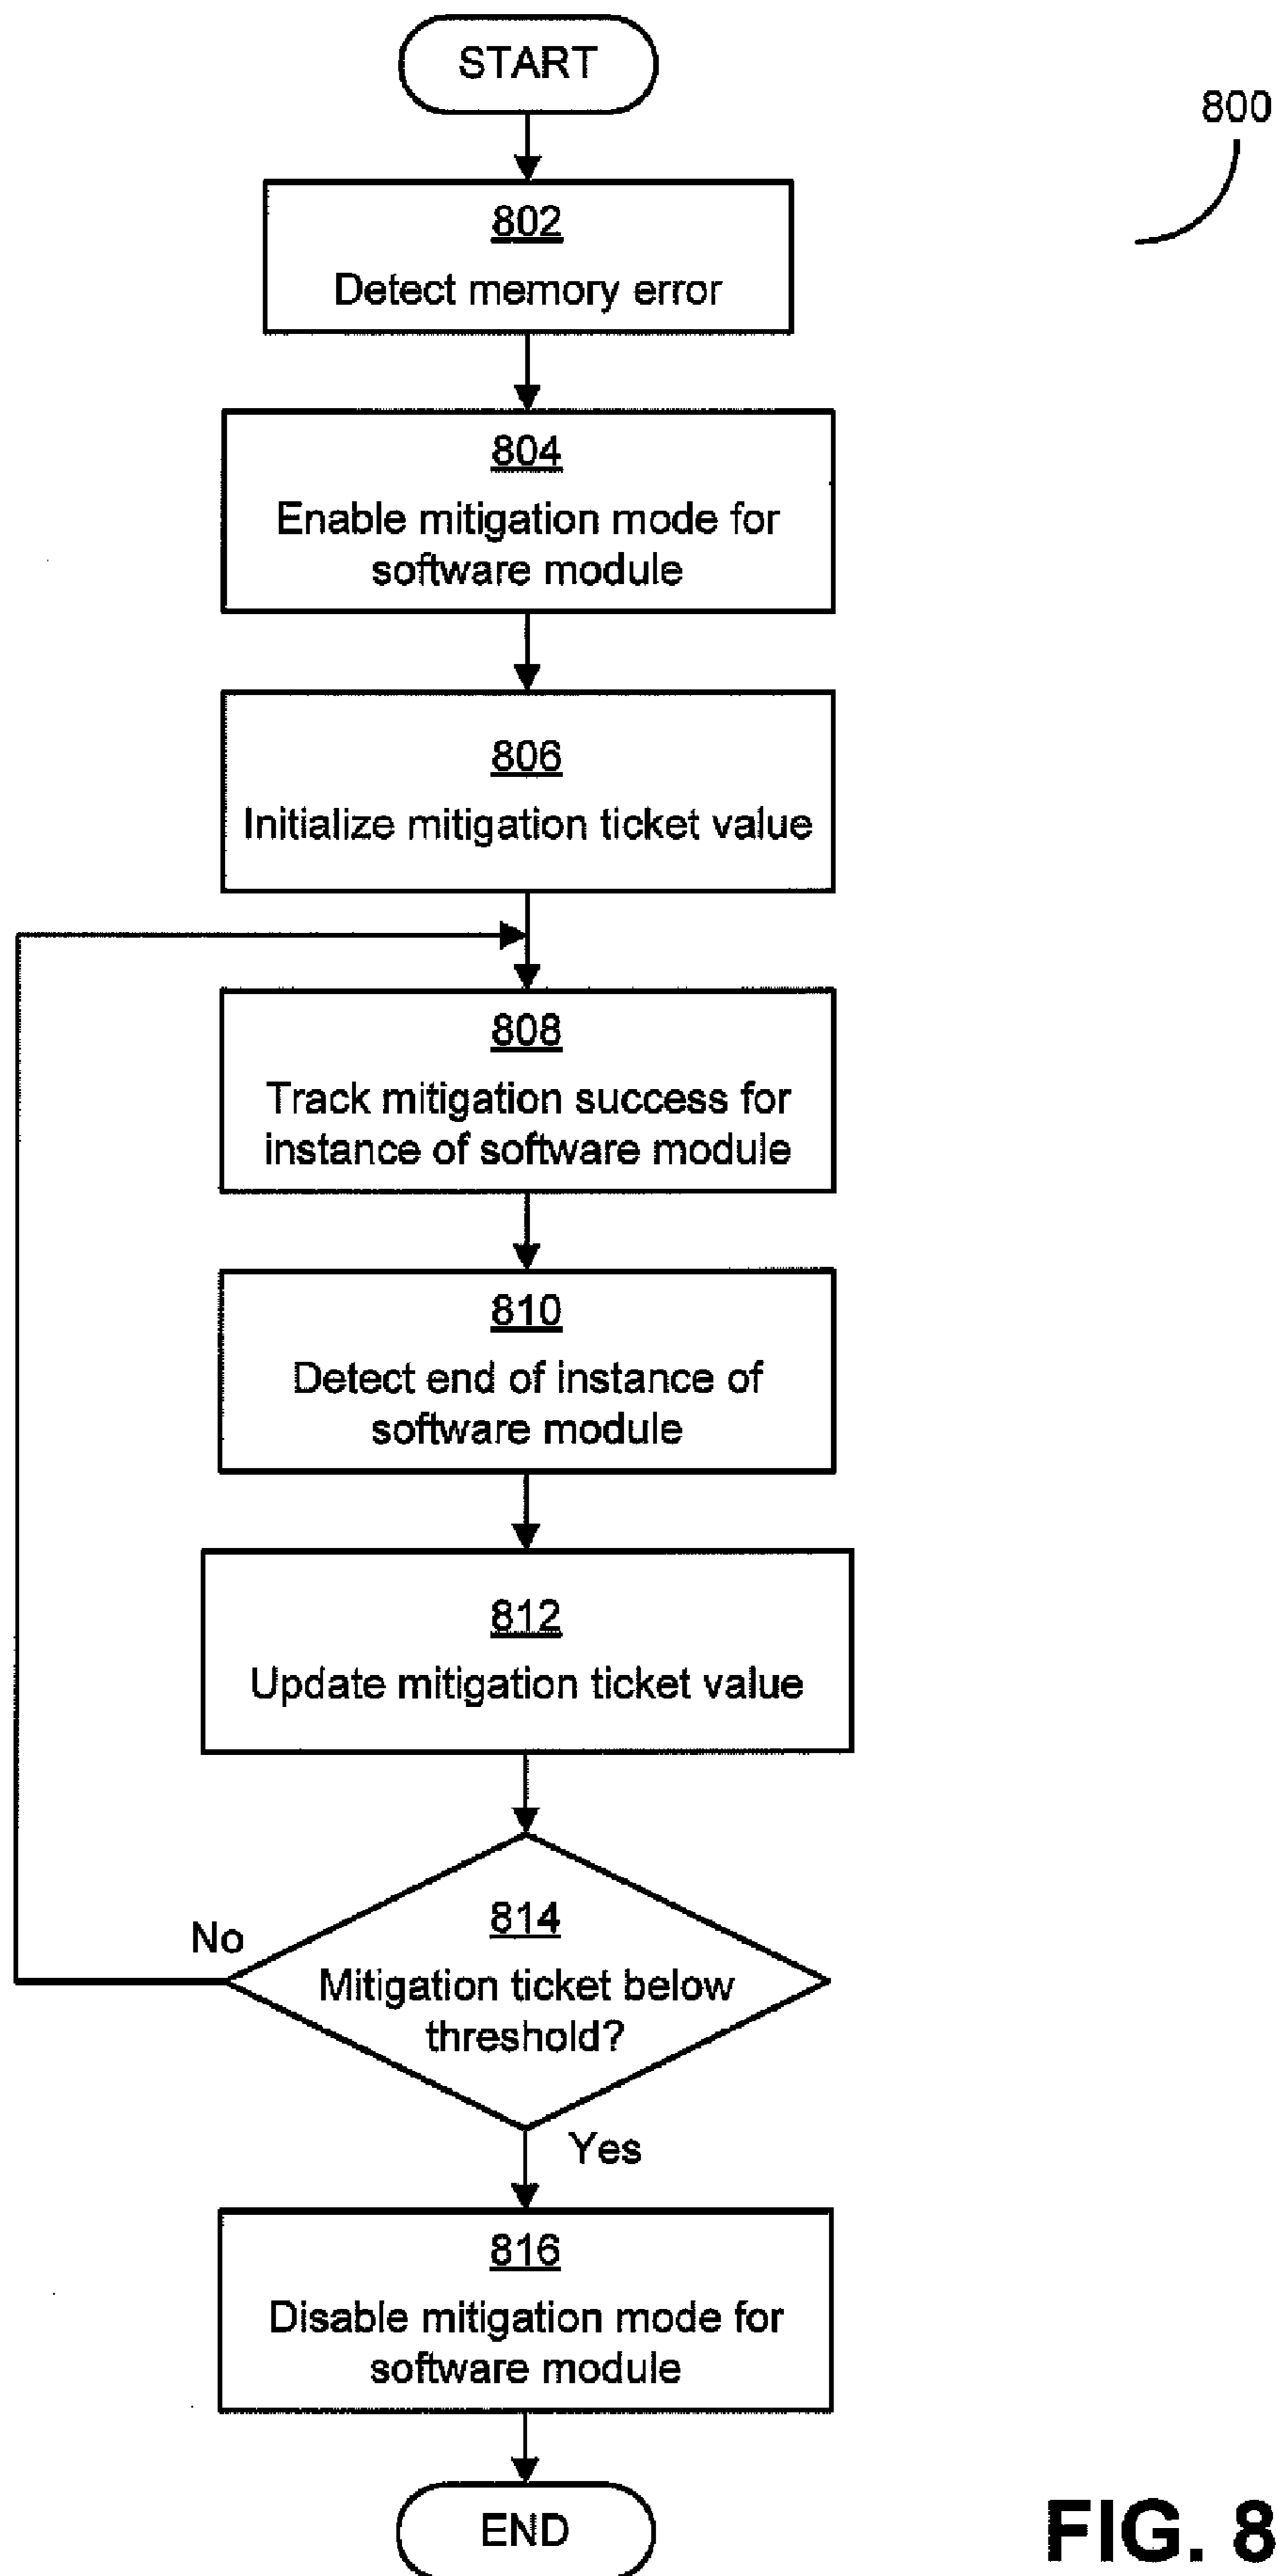 START
800
802
Detect memory error
804
Enable mitigation mode for
software module
806
Initialize mitigation ticket value
808
Track mitigation success for
instance of software module
810
Detect end of instance of
software module
812
Update mitigation ticket value
814
Mitigation ticket below
threshold?
No
Yes
816
Disable mitigation mode for
software module
END
FIG. 8